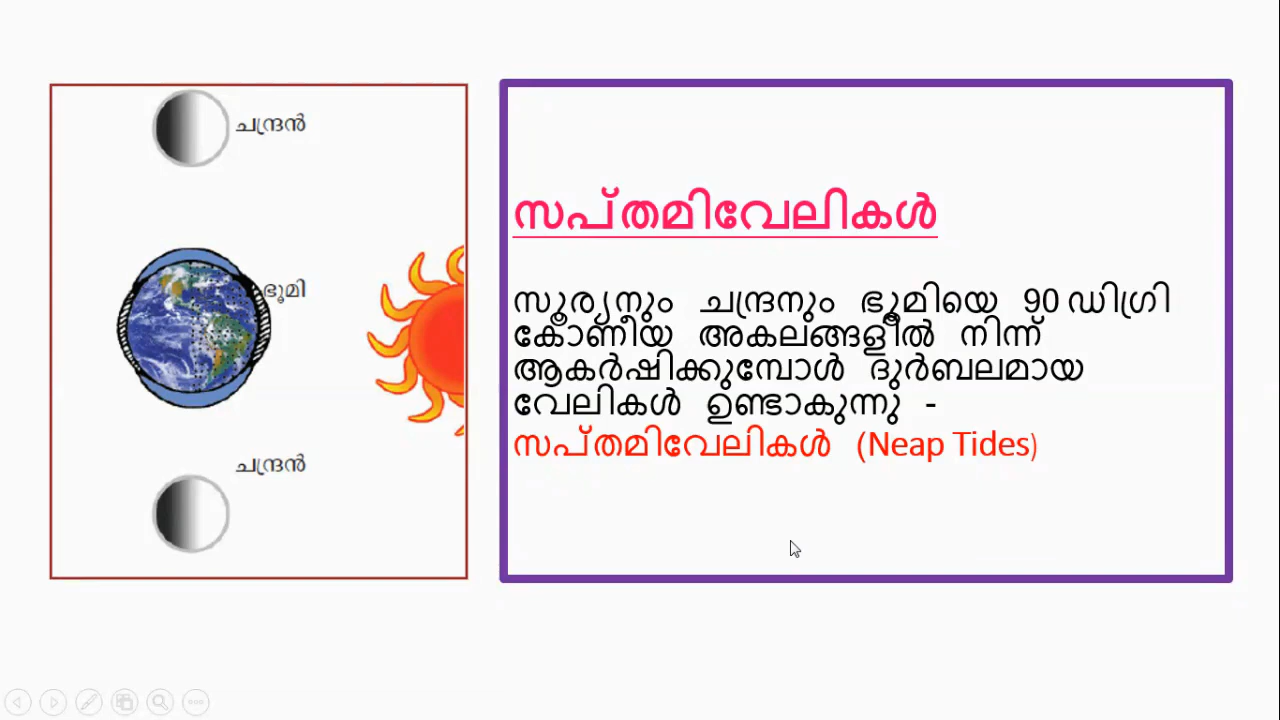 ചന്ദ്രൻ
ഭൂമി
ചന്ദ്രൻ
സപ്തമിവേലികൾ
സൂര്യനും ചന്ദ്രനും ഭൂമിയെ 90 ഡിഗ്രി
കോണീയ അകലങ്ങളിൽ നിന്ന്
ആകർഷിക്കുമ്പോൾ ദുർബലമായ
വേലികൾ ഉണ്ടാകുന്നു -
സപ്തമിവേലികൾ (Neap Tides)